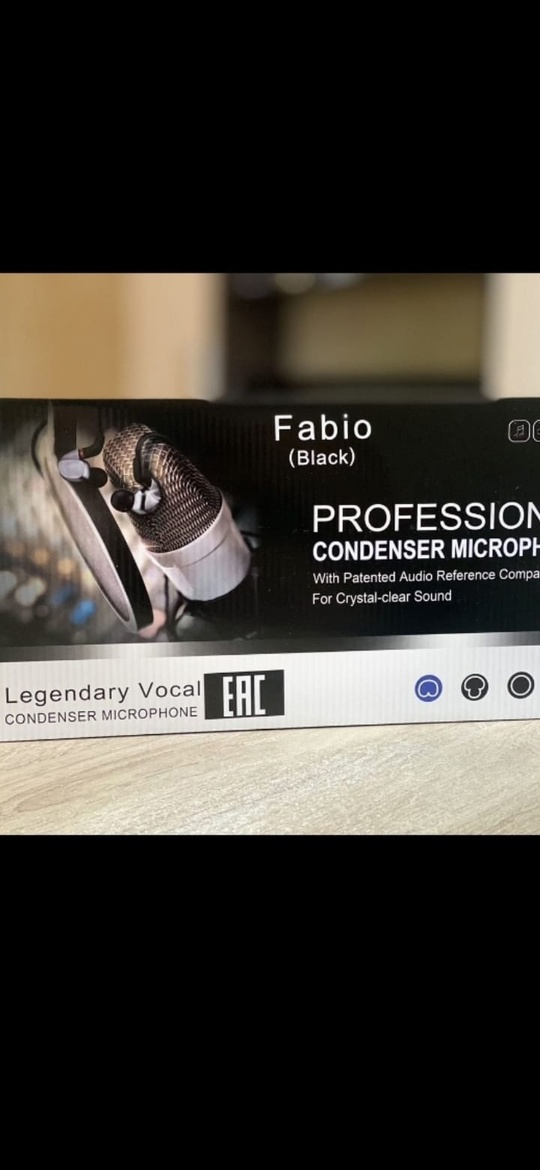 Fabio
(Black)
PROFESSION
CONDENSER MICROPH
With Patented Audio Reference Compa
For Crystal-clear Sound
Legendary Vocal
CONDENSER MICROPHONE
EAC